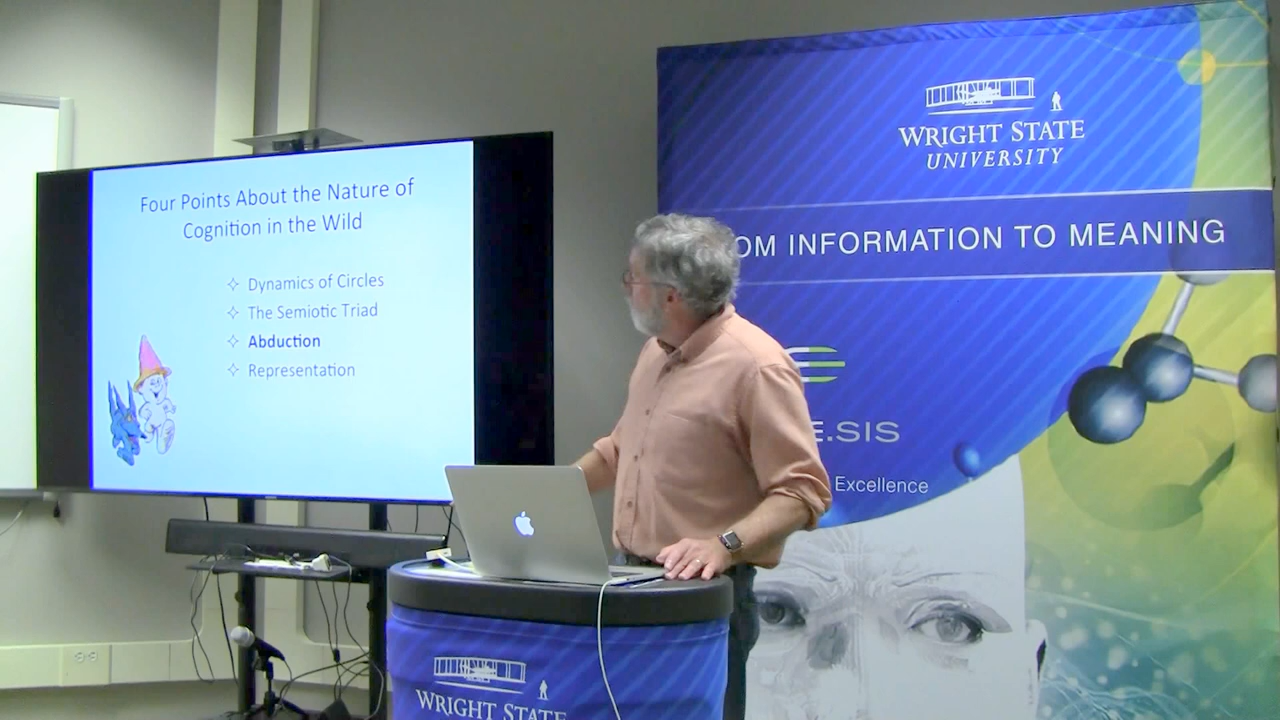 Four Points About the Nature of
Cognition in the Wild
✧ Dynamics of Circles
✧ The Semiotic Triad
✧ Abduction
✧ Representation
WRIGHT STATE
UNIVERSITY
OM INFORMATION TO MEANING
E.SIS
Excellence
WRIGHT STATE